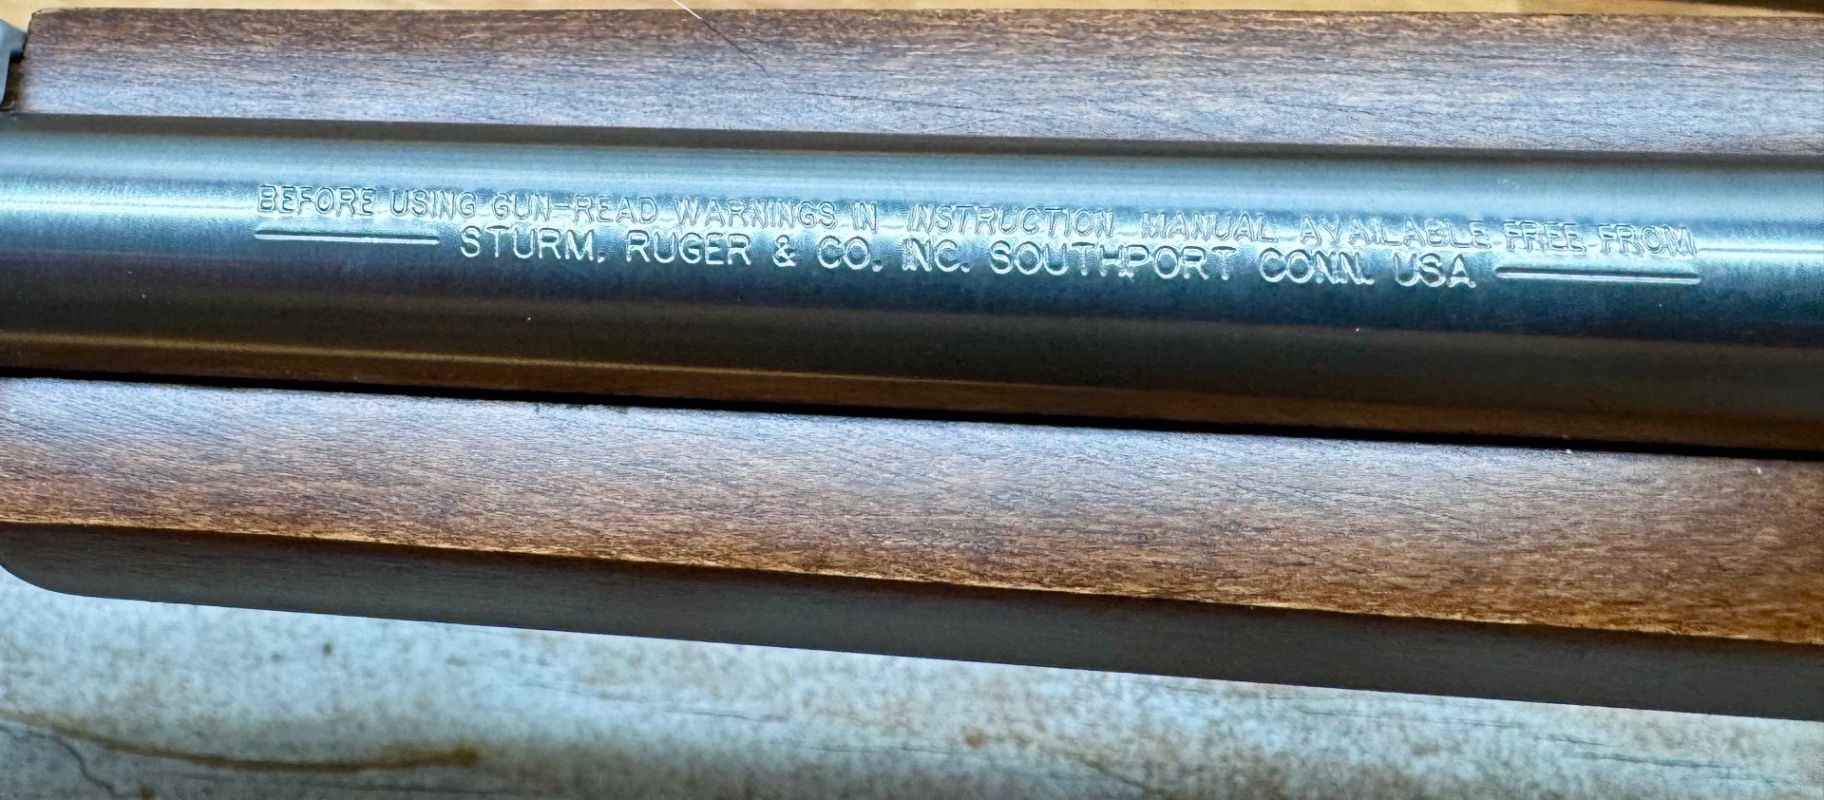 BEFORE USING GUN-READ WARNINGS IN INSTRUCTION MANUAL AVAILABLE FREE FROM
STURM, RUGER & CO. INC. SOUTHPORT CONN. USA